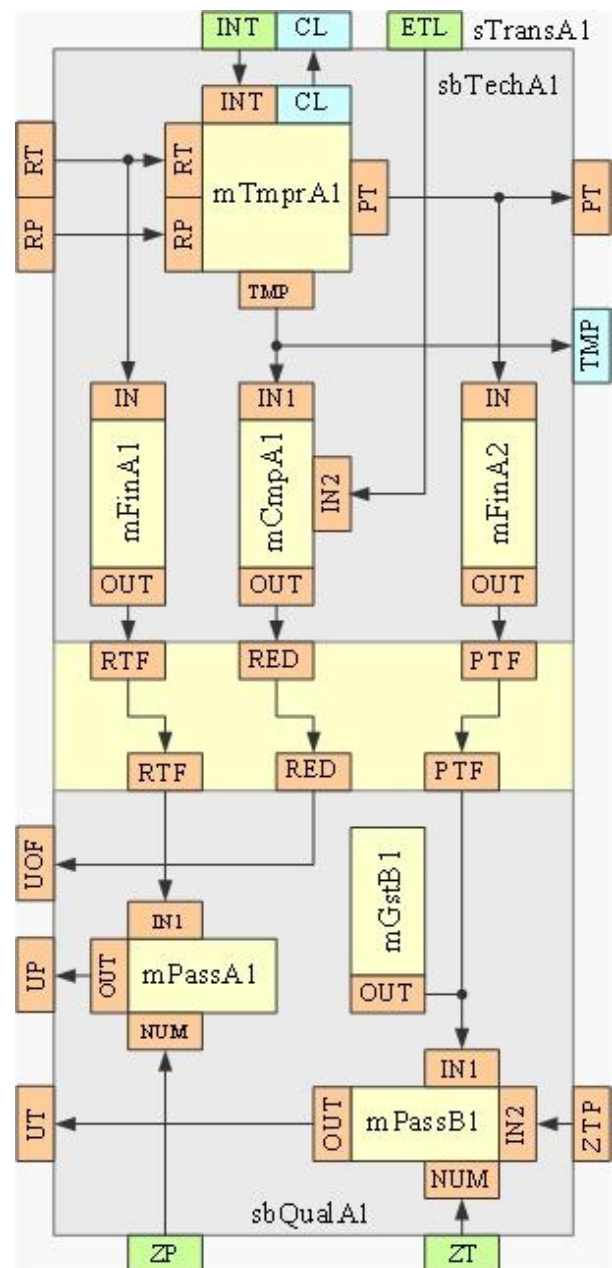 INT CL ETL sTransA1
sbTechA1
INT CL
RT RT PT PT
mTmprA1
RP RP
TMP
TMP
IN IN1 IN
mFinA1 mCmpA1 IN2 mFinA2
OUT OUT OUT
RTF RED PTF
RTF RED PTF
UOF
mGstB1
IN1
UP OUT mPassA1
OUT
NUM
IN1
UT OUT mPassB1 IN2 ZTP
NUM
sbQualA1
ZP ZT